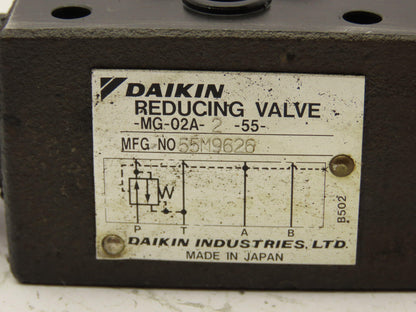 DAIKIN
REDUCING VALVE
-MG-02A-2 -55-
MFG NO 55M9626
P T A B
B502
DAIKIN INDUSTRIES, LTD.
MADE IN JAPAN